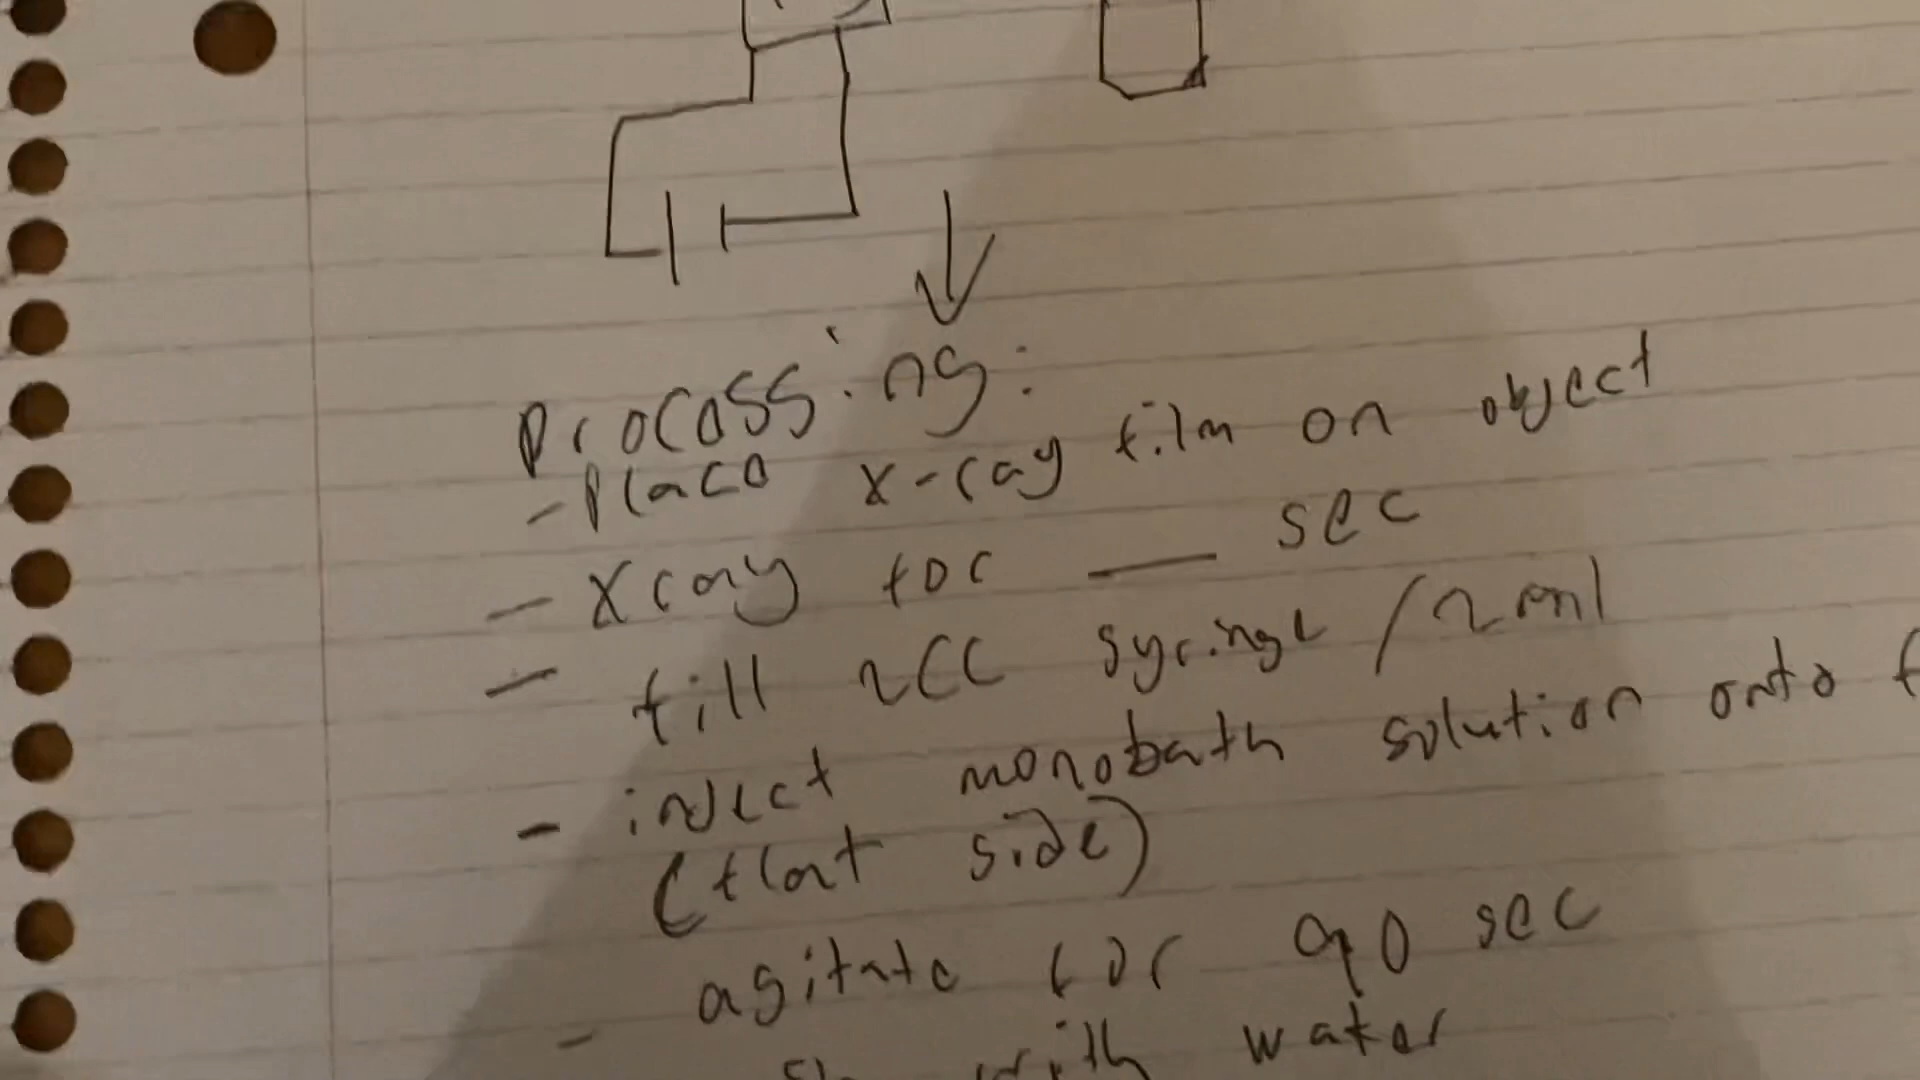 Processing:
- Place x-ray film on object
- Xray for ___ sec
- fill 2CC syringe / 2ml
- inject monobath solution onto
(flat side)
agitate for 90 sec
- with water